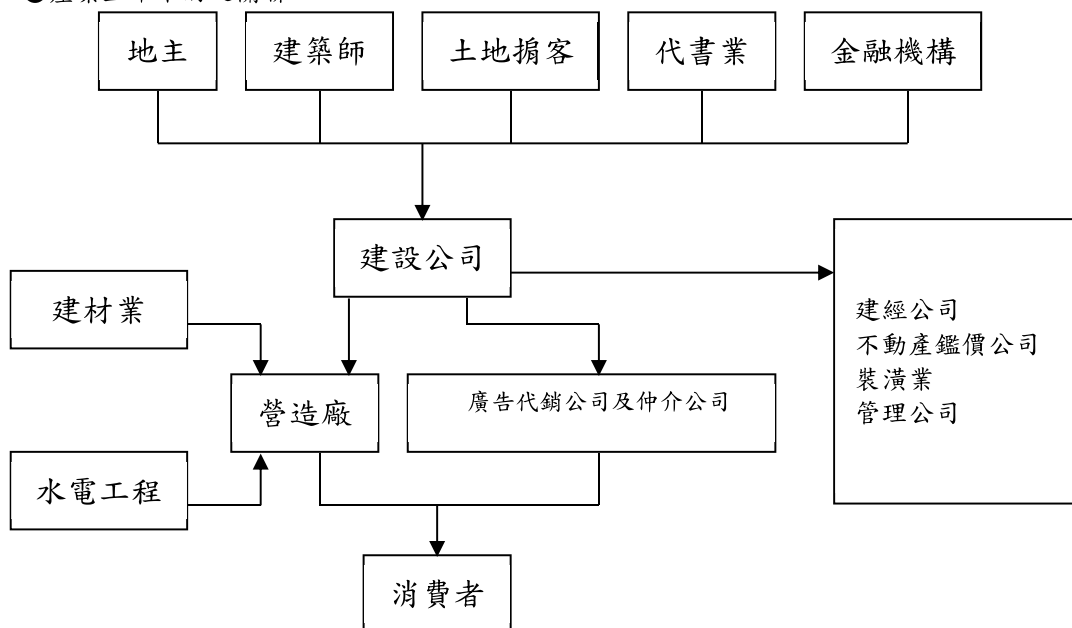 地主
建築師
土地掮客
代書業
金融機構
建設公司
建材業
建經公司
不動產鑑價公司
裝潢業
管理公司
營造廠
廣告代銷公司及仲介公司
水電工程
消費者